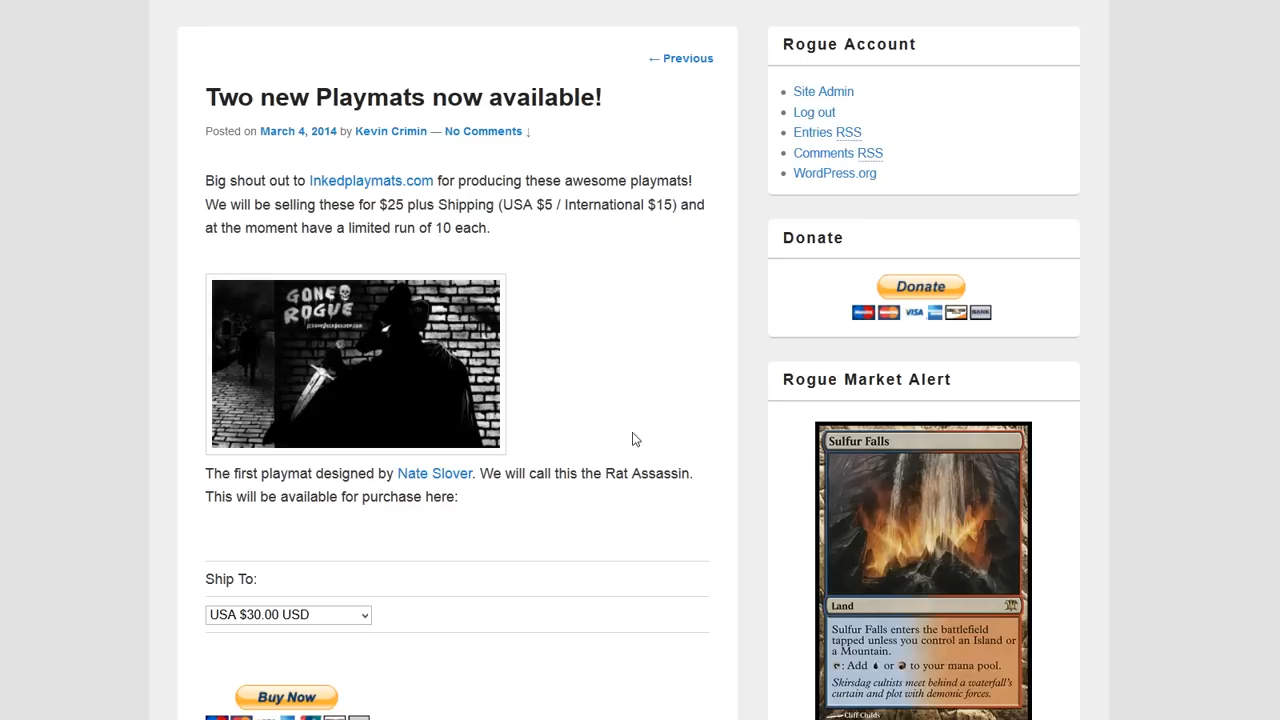 ← Previous
Two new Playmats now available!
Posted on March 4, 2014 by Kevin Crimin — No Comments ↓
Big shout out to Inkedplaymats.com for producing these awesome playmats!
We will be selling these for $25 plus Shipping (USA $5 / International $15) and
at the moment have a limited run of 10 each.
GONE
ROGUE
The first playmat designed by Nate Slover. We will call this the Rat Assassin.
This will be available for purchase here:
Ship To:
USA $30.00 USD
Buy Now
Rogue Account
Site Admin
Log out
Entries RSS
Comments RSS
WordPress.org
Donate
Donate
VISA
BANK
Rogue Market Alert
Sulfur Falls
Land
Sulfur Falls enters the battlefield
tapped unless you control an Island or
a Mountain.
: Add or to your mana pool.
Skirsdag cultists meet behind a waterfall's
curtain and plot with demonic forces.
Cliff Childs